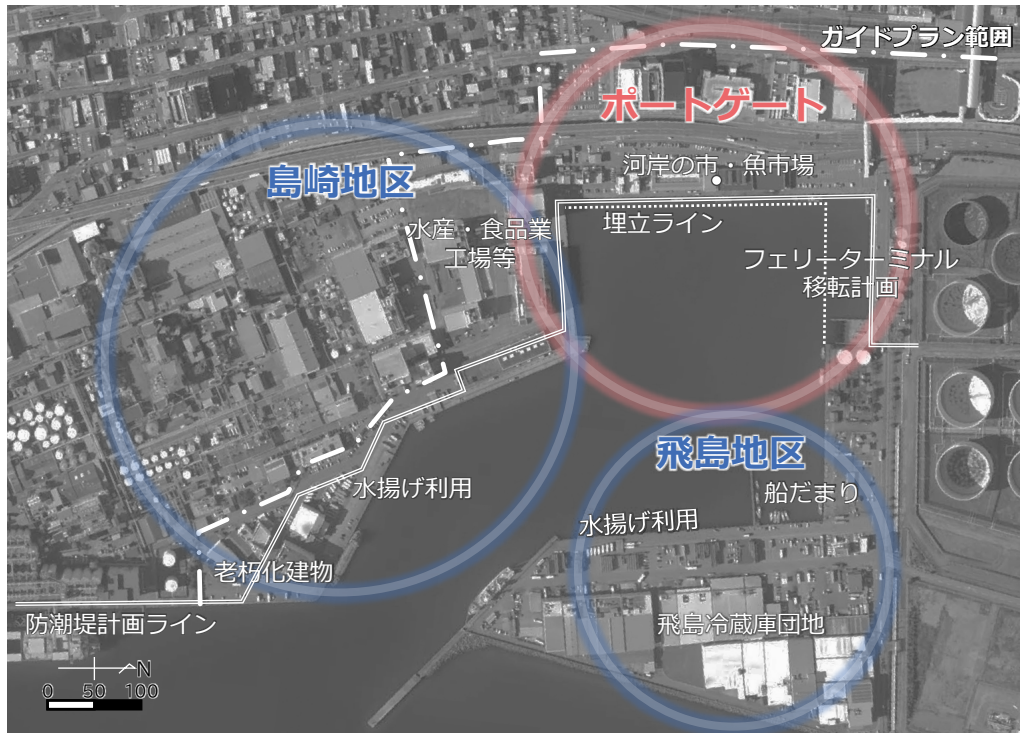 ガイドプラン範囲
ポートゲート
河岸の市・魚市場
島崎地区
水産・食品業
工場等
埋立ライン
フェリーターミナル
移転計画
飛島地区
水揚げ利用
船だまり
水揚げ利用
老朽化建物
防潮堤計画ライン
飛島冷蔵庫団地
N
0 50 100